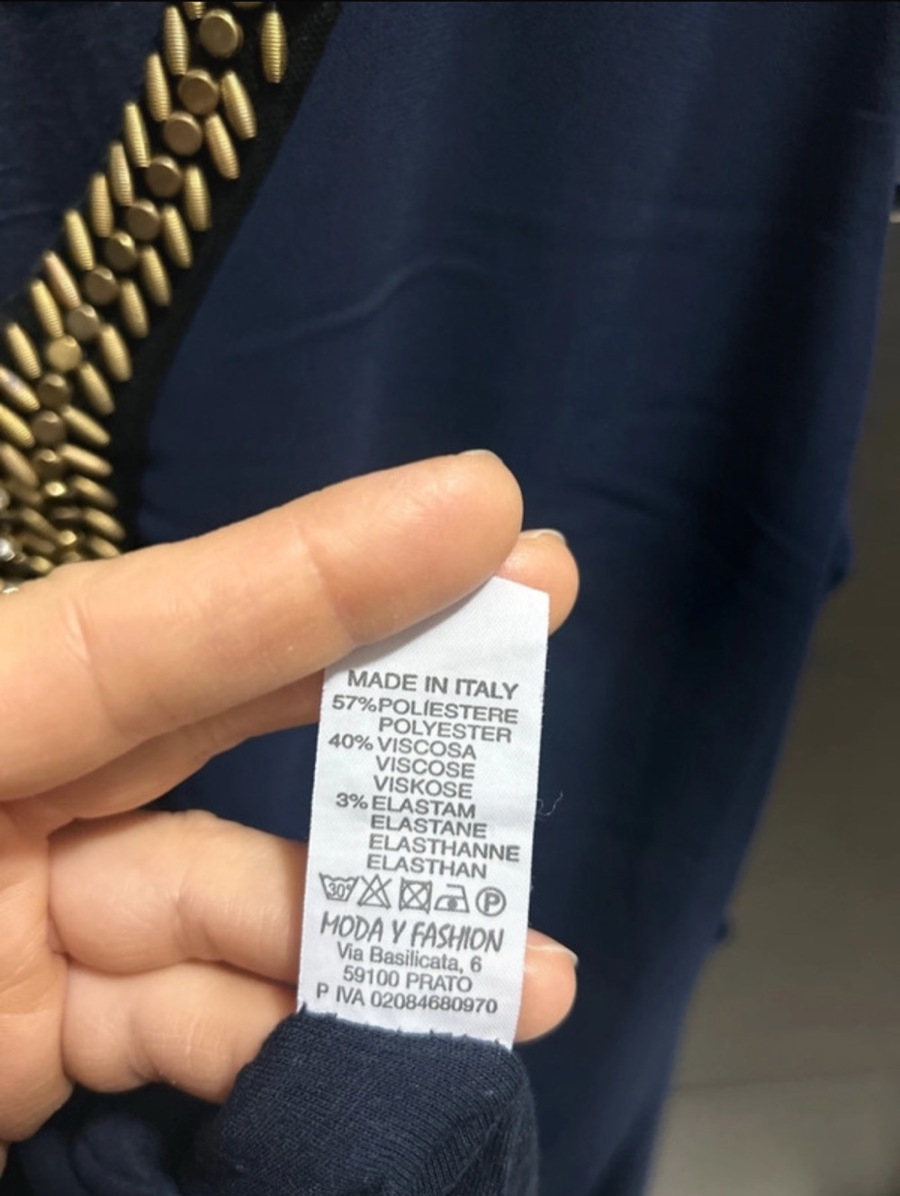 MADE IN ITALY
57% POLIESTERE
POLYESTER
40% VISCOSA
VISCOSE
VISKOSE
3% ELASTAM
ELASTANE
ELASTHANNE
ELASTHAN
30° P
MODA Y FASHION
Via Basilicata, 6
59100 PRATO
P IVA 02084680970